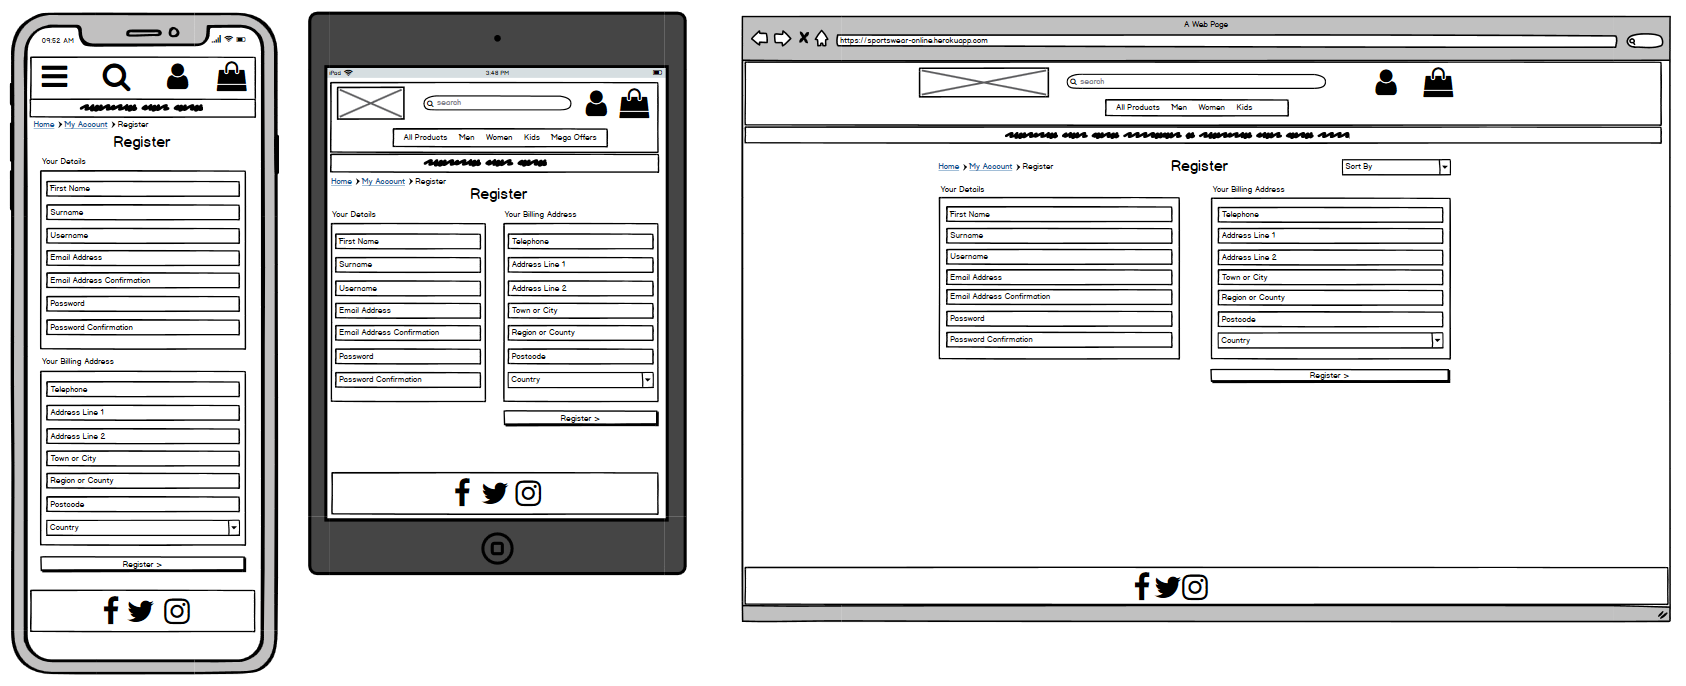 09:52 AM
Home > My Account > Register
Register
Your Details
First Name
Surname
Username
Email Address
Email Address Confirmation
Password
Password Confirmation
Your Billing Address
Telephone
Address Line 1
Address Line 2
Town or City
Region or County
Postcode
Country
Register >
iPad
3:48 PM
search
All Products Men Women Kids Mega Offers
Home > My Account > Register
Register
Your Details
First Name
Surname
Username
Email Address
Email Address Confirmation
Password
Password Confirmation
Your Billing Address
Telephone
Address Line 1
Address Line 2
Town or City
Region or County
Postcode
Country
Register >
A Web Page
https://sportswear-online.herokuapp.com
search
All Products Men Women Kids
Home > My Account > Register
Register
Sort By
Your Details
First Name
Surname
Username
Email Address
Email Address Confirmation
Password
Password Confirmation
Your Billing Address
Telephone
Address Line 1
Address Line 2
Town or City
Region or County
Postcode
Country
Register >